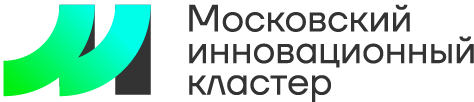 Московский
инновационный
кластер